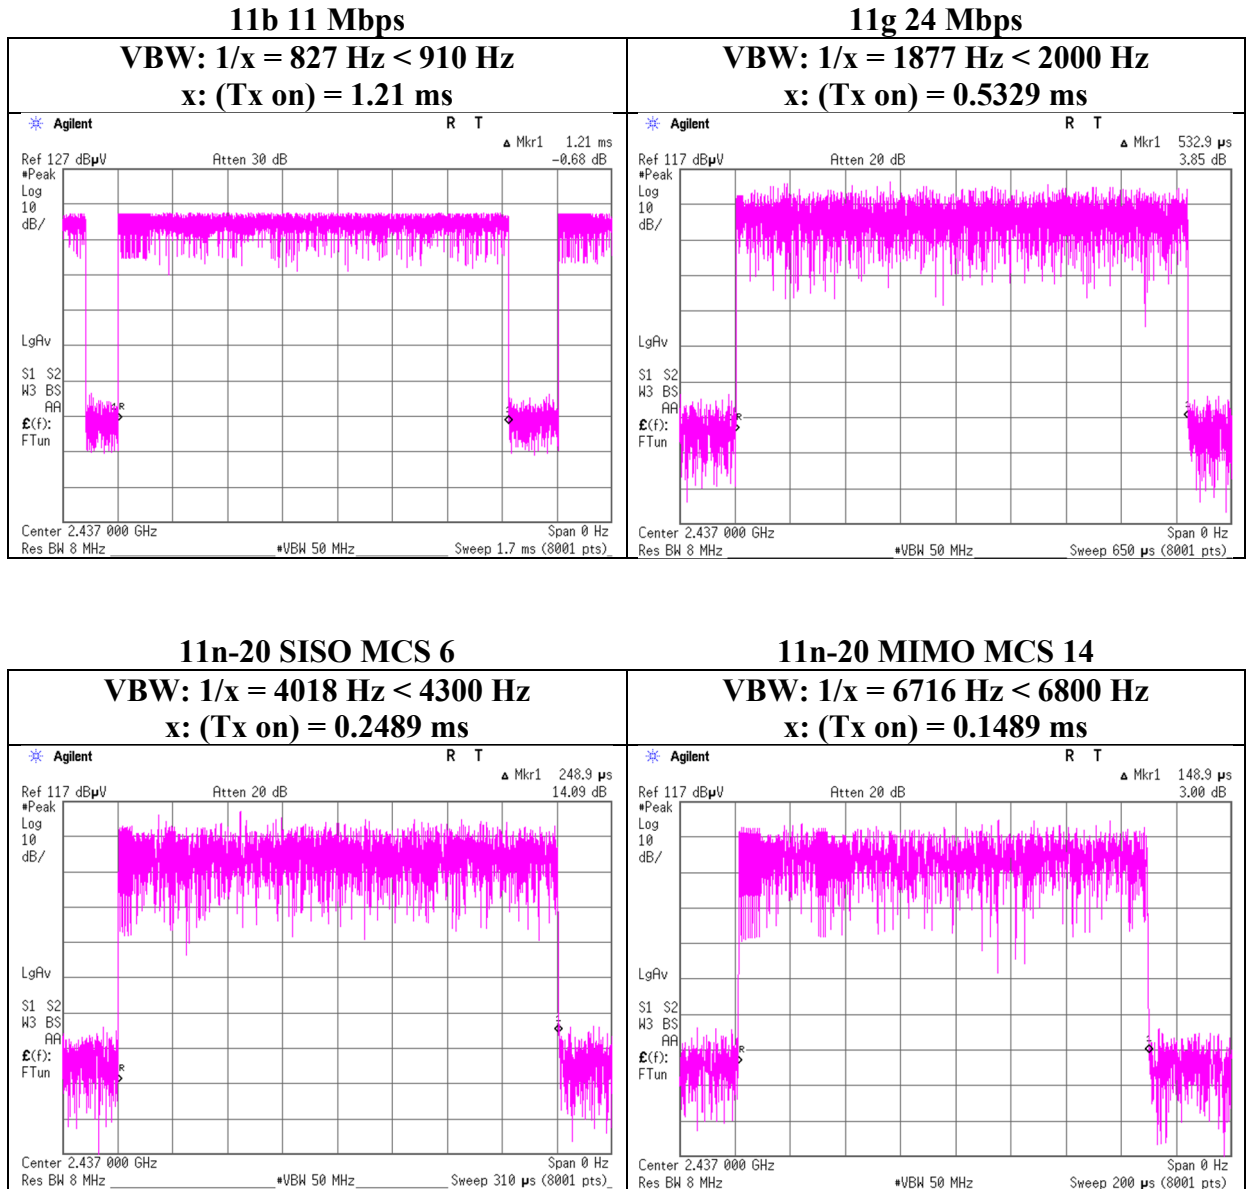 11b 11 Mbps
VBW: 1/x = 827 Hz < 910 Hz
x: (Tx on) = 1.21 ms
Agilent R T
Δ Mkr1 1.21 ms
Ref 127 dBµV Atten 30 dB -0.68 dB
#Peak
Log
10
dB/
LgAv
S1 S2
W3 BS
AA
£(f):
FTun
R
1
Center 2.437 000 GHz Span 0 Hz
Res BW 8 MHz #VBW 50 MHz Sweep 1.7 ms (8001 pts)
11g 24 Mbps
VBW: 1/x = 1877 Hz < 2000 Hz
x: (Tx on) = 0.5329 ms
Agilent R T
Δ Mkr1 532.9 µs
Ref 117 dBµV Atten 20 dB 3.85 dB
#Peak
Log
10
dB/
LgAv
S1 S2
W3 BS
AA
£(f):
FTun
R
1
Center 2.437 000 GHz Span 0 Hz
Res BW 8 MHz #VBW 50 MHz Sweep 650 µs (8001 pts)
11n-20 SISO MCS 6
VBW: 1/x = 4018 Hz < 4300 Hz
x: (Tx on) = 0.2489 ms
Agilent R T
Δ Mkr1 248.9 µs
Ref 117 dBµV Atten 20 dB 14.09 dB
#Peak
Log
10
dB/
LgAv
S1 S2
W3 BS
AA
£(f):
FTun
R
1
Center 2.437 000 GHz Span 0 Hz
Res BW 8 MHz #VBW 50 MHz Sweep 310 µs (8001 pts)
11n-20 MIMO MCS 14
VBW: 1/x = 6716 Hz < 6800 Hz
x: (Tx on) = 0.1489 ms
Agilent R T
Δ Mkr1 148.9 µs
Ref 117 dBµV Atten 20 dB 3.00 dB
#Peak
Log
10
dB/
LgAv
S1 S2
W3 BS
AA
£(f):
FTun
R
1
Center 2.437 000 GHz Span 0 Hz
Res BW 8 MHz #VBW 50 MHz Sweep 200 µs (8001 pts)